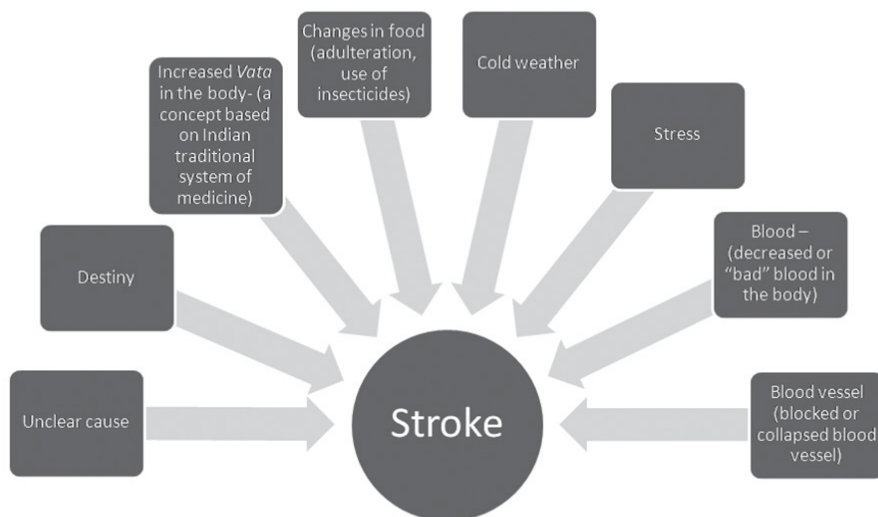 Changes in food
(adulteration,
use of
insecticides)
Cold weather
Increased Vata
in the body- (a
concept based
on Indian
traditional
system of
medicine)
Stress
Blood –
(decreased or
"bad" blood in
the body)
Destiny
Unclear cause
Stroke
Blood vessel
(blocked or
collapsed blood
vessel)